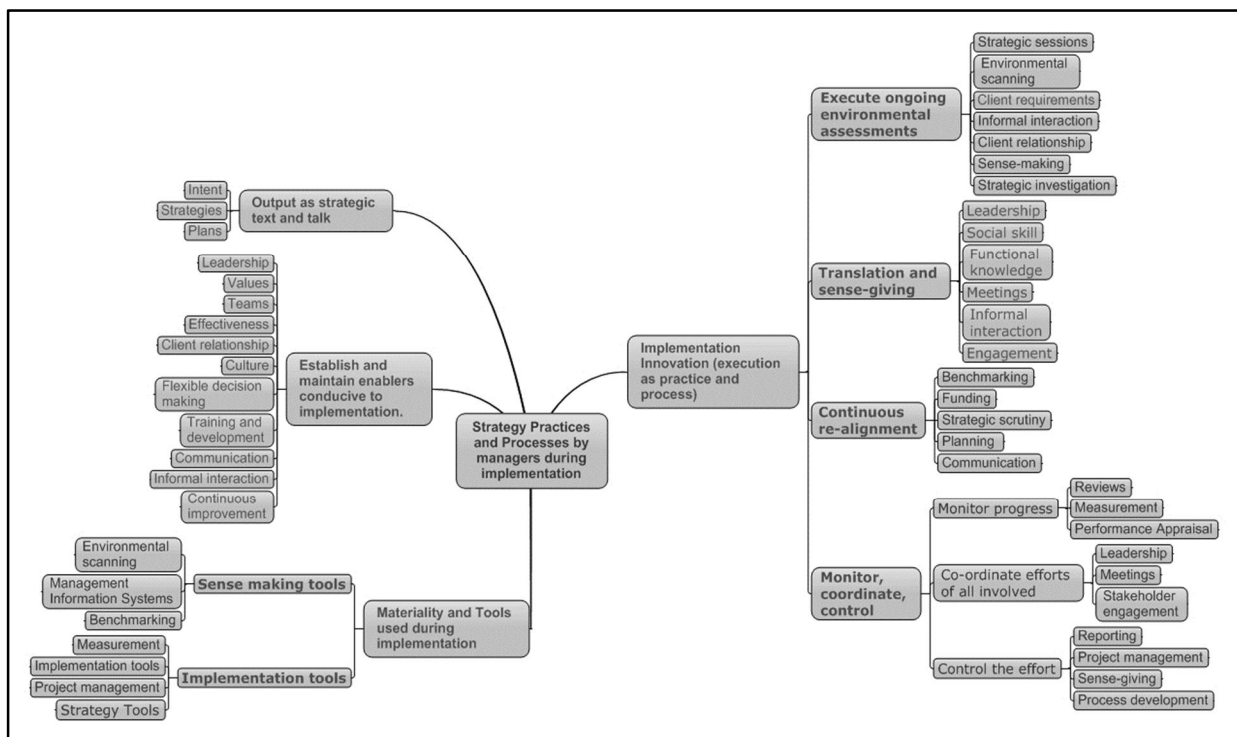 Strategy Practices
and Processes by
managers during
implementation
Output as strategic
text and talk
Intent
Strategies
Plans
Establish and
maintain enablers
conducive to
implementation.
Leadership
Values
Teams
Effectiveness
Client relationship
Culture
Flexible decision
making
Training and
development
Communication
Informal interaction
Continuous
improvement
Materiality and Tools
used during
implementation
Sense making tools
Environmental
scanning
Management
Information Systems
Benchmarking
Implementation tools
Measurement
Implementation tools
Project management
Strategy Tools
Implementation
Innovation (execution
as practice and
process)
Execute ongoing
environmental
assessments
Strategic sessions
Environmental
scanning
Client requirements
Informal interaction
Client relationship
Sense-making
Strategic investigation
Translation and
sense-giving
Leadership
Social skill
Functional
knowledge
Meetings
Informal
interaction
Engagement
Continuous
re-alignment
Benchmarking
Funding
Strategic scrutiny
Planning
Communication
Monitor,
coordinate,
control
Monitor progress
Reviews
Measurement
Performance Appraisal
Co-ordinate efforts
of all involved
Leadership
Meetings
Stakeholder
engagement
Control the effort
Reporting
Project management
Sense-giving
Process development